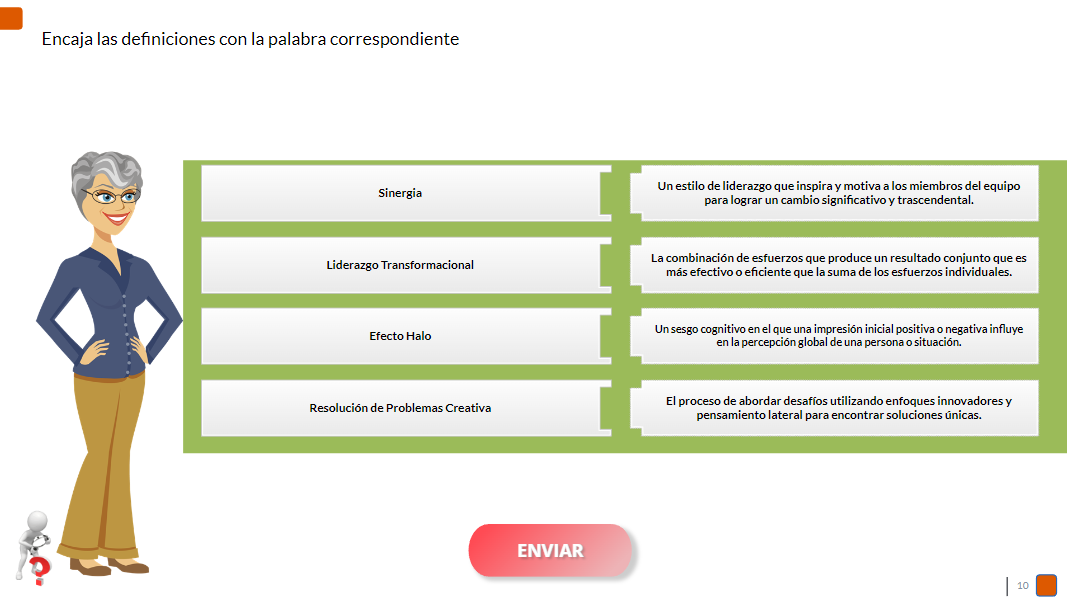 Encaja las definiciones con la palabra correspondiente
Sinergia
Un estilo de liderazgo que inspira y motiva a los miembros del equipo
para lograr un cambio significativo y trascendental.
Liderazgo Transformacional
La combinación de esfuerzos que produce un resultado conjunto que es
más efectivo o eficiente que la suma de los esfuerzos individuales.
Efecto Halo
Un sesgo cognitivo en el que una impresión inicial positiva o negativa influye
en la percepción global de una persona o situación.
Resolución de Problemas Creativa
El proceso de abordar desafíos utilizando enfoques innovadores y
pensamiento lateral para encontrar soluciones únicas.
ENVIAR
10